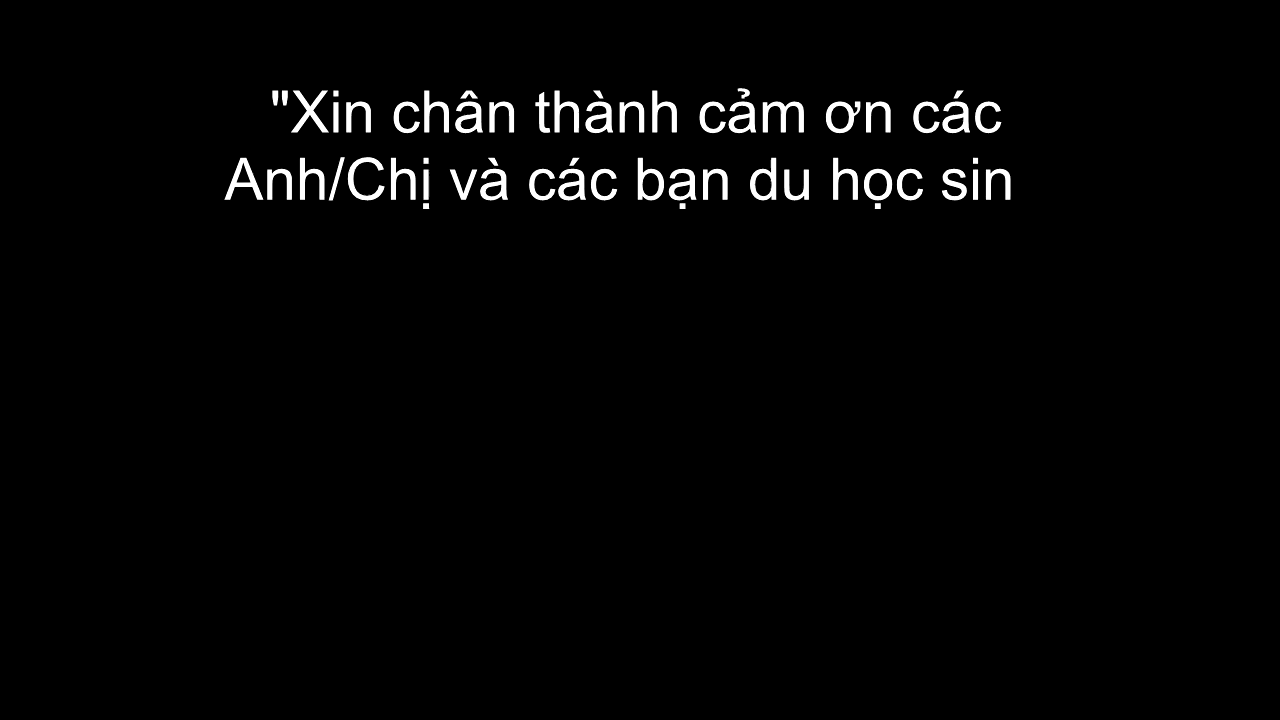 "Xin chân thành cảm ơn các
Anh/Chị và các bạn du học sin